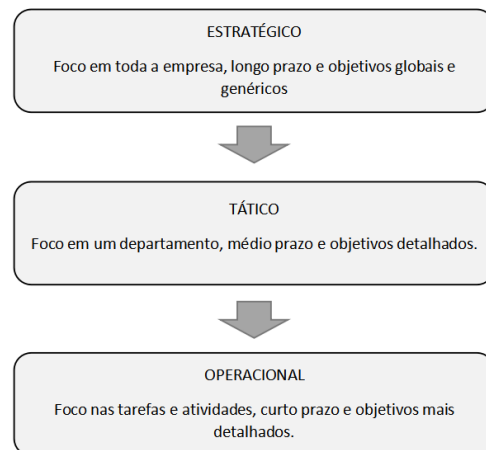 ESTRATÉGICO
Foco em toda a empresa, longo prazo e objetivos globais e
genéricos
TÁTICO
Foco em um departamento, médio prazo e objetivos detalhados.
OPERACIONAL
Foco nas tarefas e atividades, curto prazo e objetivos mais
detalhados.